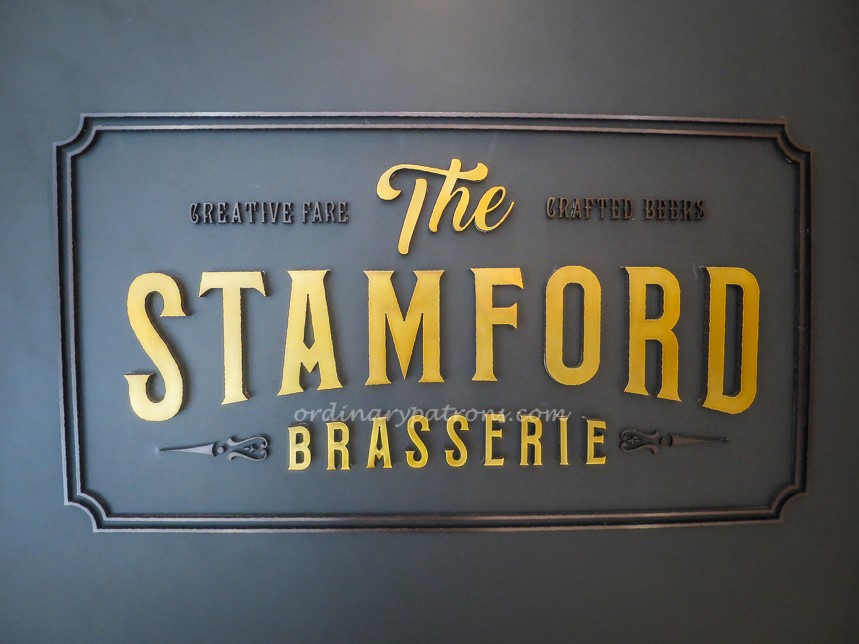 The
CREATIVE FARE
CRAFTED BEERS
STAMFORD
ordinarypatrons.com
BRASSERIE